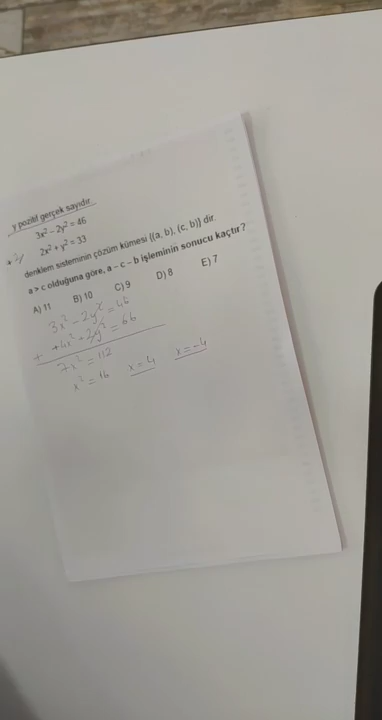 y pozitif gerçek sayıdır.
3x² – 2y² = 46
2x² + y² = 33
denklem sisteminin çözüm kümesi {(a, b), (c, b)} dir.
a > c olduğuna göre, a – c – b işleminin sonucu kaçtır?
A) 11 B) 10 C) 9 D) 8 E) 7
3x² – 2y² = 46
+ +4x² + 2y² = 66
7x² = 112
x² = 16 x = 4 x = -4